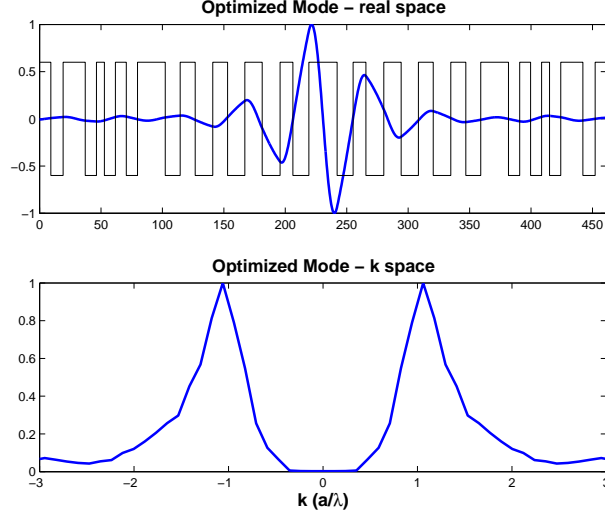 Optimized Mode – real space
1
0.5
0
−0.5
−1
0 50 100 150 200 250 300 350 400 450
Optimized Mode – k space
1
0.8
0.6
0.4
0.2
0
−3 −2 −1 0 1 2 3
k (a/λ)